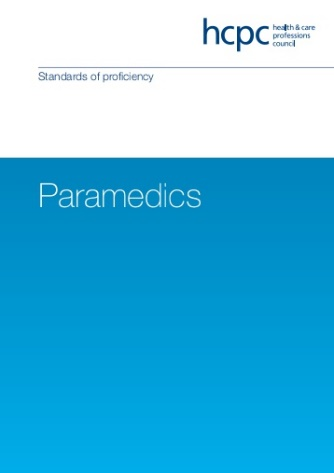 hcpc health & care
professions
council
Standards of proficiency
Paramedics